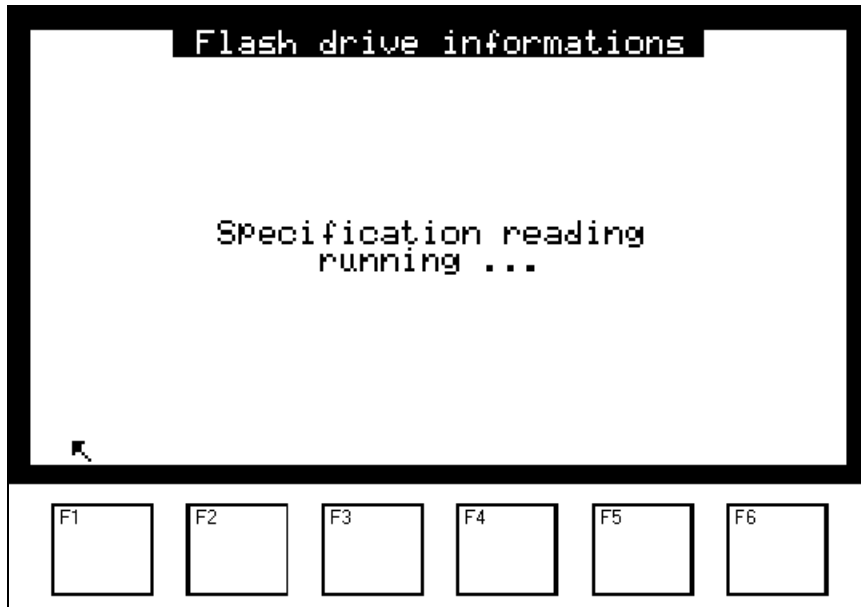 Flash drive informations
Specification reading
running ...
F1 F2 F3 F4 F5 F6